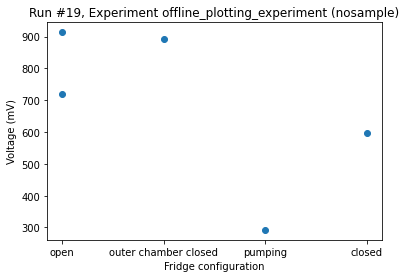 Run #19, Experiment offline_plotting_experiment (nosample)
900
800
700
600
500
400
300
Voltage (mV)
open outer chamber closed pumping closed
Fridge configuration